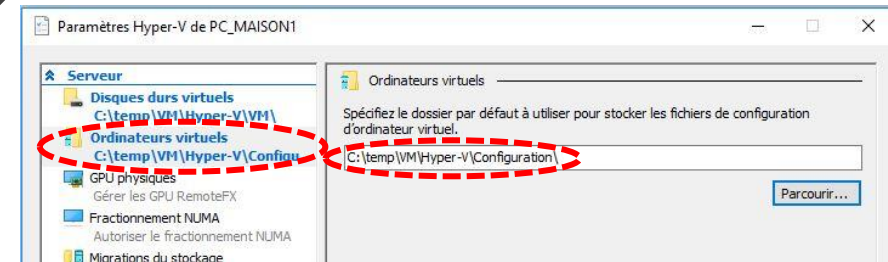 Paramètres Hyper-V de PC_MAISON1
Serveur
Disques durs virtuels
C:\temp\VM\Hyper-V\VM\
Ordinateurs virtuels
C:\temp\VM\Hyper-V\Configu
GPU physiques
Gérer les GPU RemoteFX
Fractionnement NUMA
Autoriser le fractionnement NUMA
Migrations du stockage
Ordinateurs virtuels
Spécifiez le dossier par défaut à utiliser pour stocker les fichiers de configuration
d'ordinateur virtuel.
C:\temp\VM\Hyper-V\Configuration\
Parcourir...